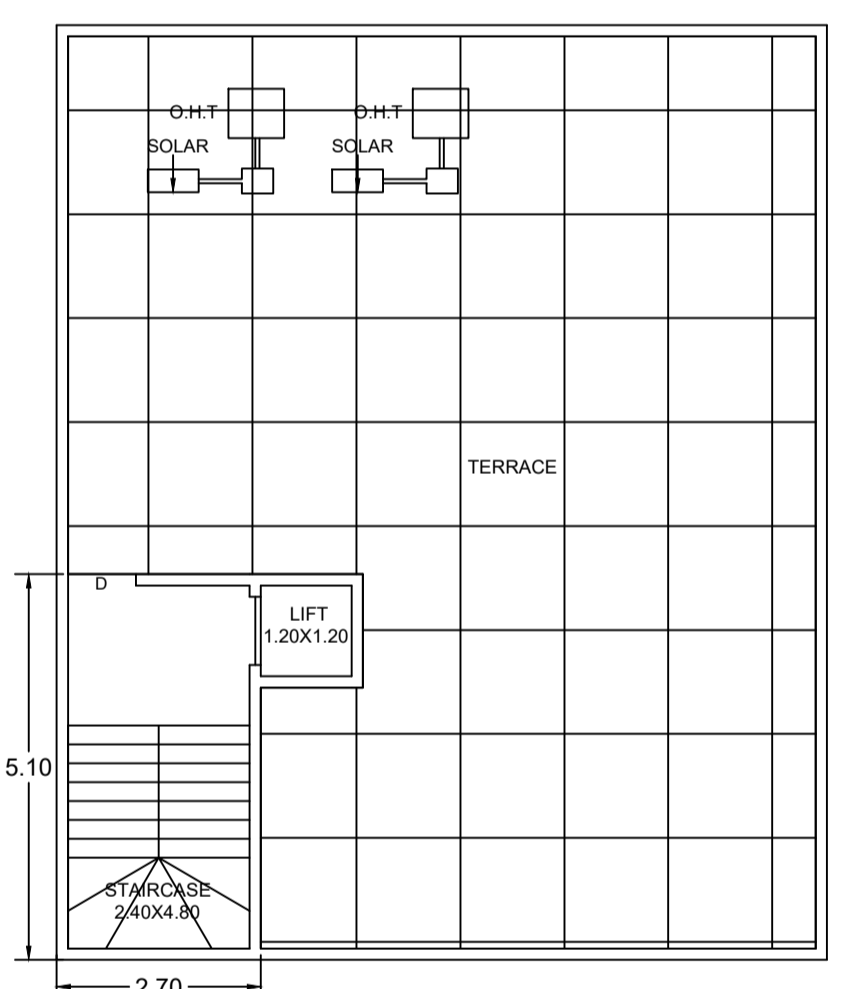 O.H.T
O.H.T
SOLAR
SOLAR
TERRACE
D
LIFT
1.20X1.20
5.10
STAIRCASE
2.40X4.80
2.70